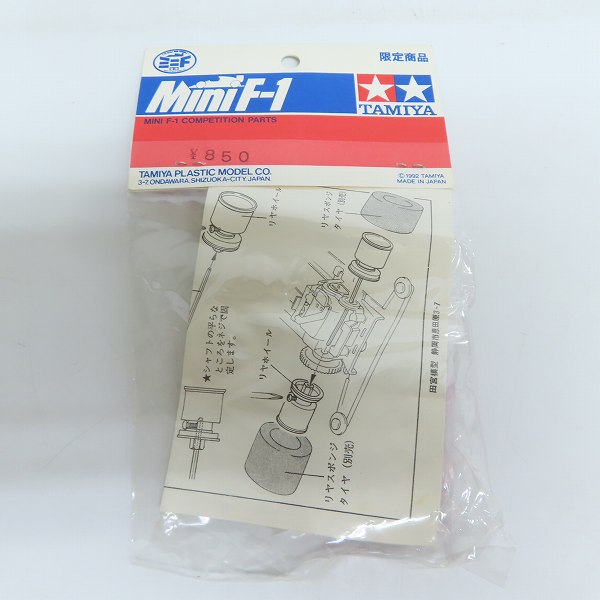 限定商品
Mini F-1
MINI F-1 COMPETITION PARTS
TAMIYA
850
TAMIYA PLASTIC MODEL CO.
3-7, ONDAWARA, SHIZUOKA-CITY, JAPAN.
© 1992 TAMIYA
MADE IN JAPAN
リヤホイール
リヤスポンジ
タイヤ(別売)
★シャフトの平らな
ところをネジで固
定します。
リヤホイール
リヤスポンジ
タイヤ(別売)
田宮模型 静岡市恩田原3-7